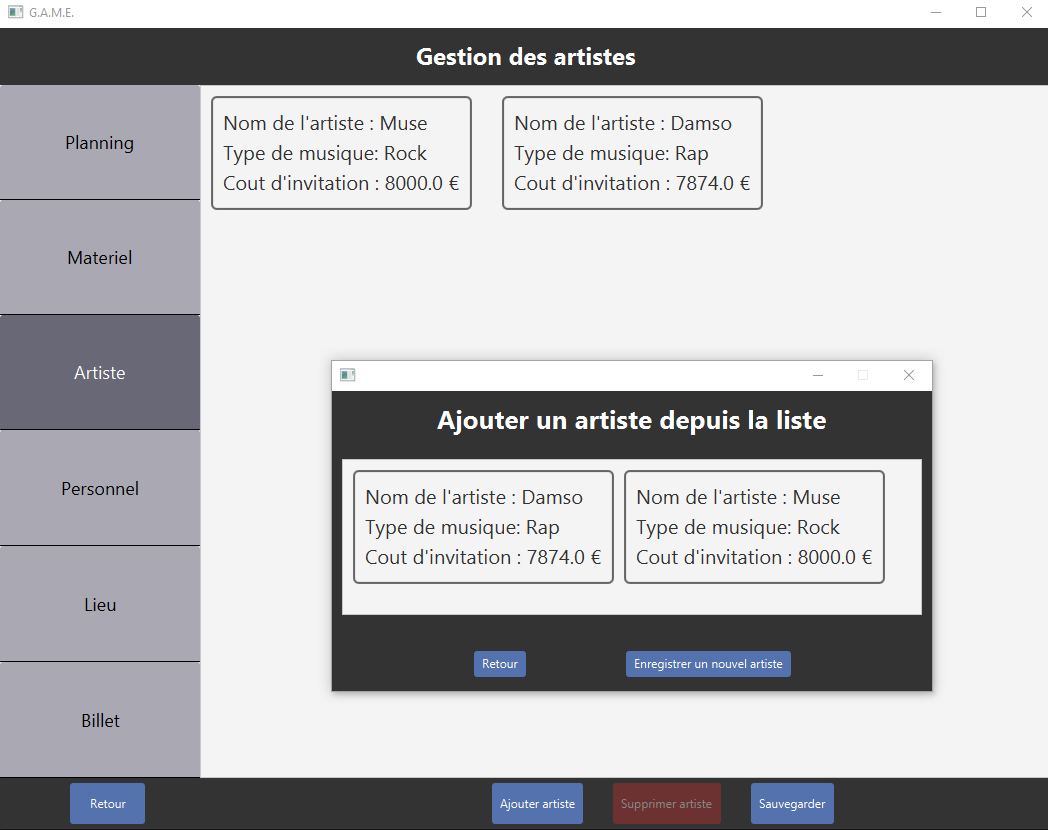 G.A.M.E.
Gestion des artistes
Planning
Materiel
Artiste
Personnel
Lieu
Billet
Nom de l'artiste : Muse
Type de musique: Rock
Cout d'invitation : 8000.0 €
Nom de l'artiste : Damso
Type de musique: Rap
Cout d'invitation : 7874.0 €
Ajouter un artiste depuis la liste
Nom de l'artiste : Damso
Type de musique: Rap
Cout d'invitation : 7874.0 €
Nom de l'artiste : Muse
Type de musique: Rock
Cout d'invitation : 8000.0 €
Retour
Enregistrer un nouvel artiste
Retour
Ajouter artiste
Supprimer artiste
Sauvegarder